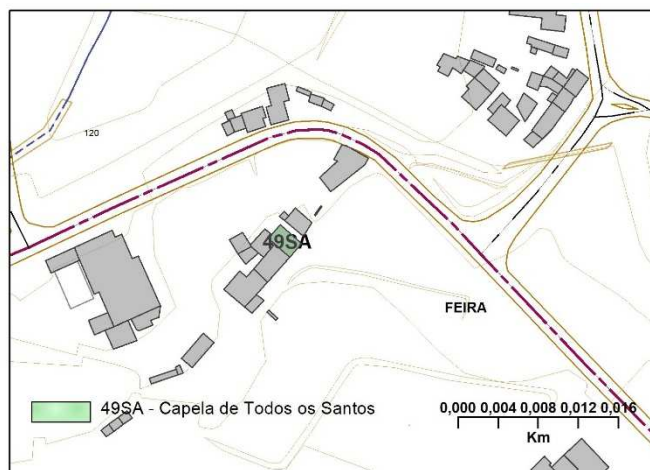 120
49SA
FEIRA
49SA - Capela de Todos os Santos
0,000 0,004 0,008 0,012 0,016
Km